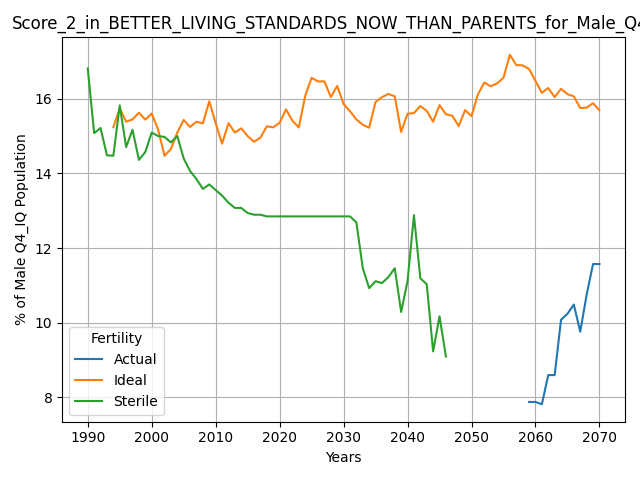 Score_2_in_BETTER_LIVING_STANDARDS_NOW_THAN_PARENTS_for_Male_Q4
% of Male Q4_IQ Population
16
14
12
10
8
Fertility
Actual
Ideal
Sterile
1990 2000 2010 2020 2030 2040 2050 2060 2070
Years